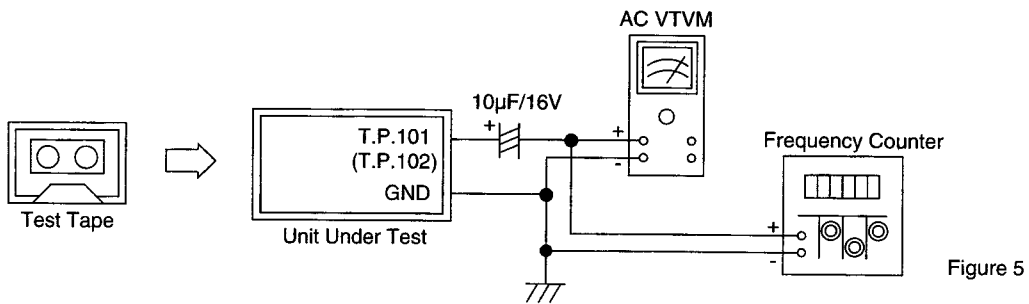 AC VTVM
10µF/16V
+
T.P.101
(T.P.102)
GND
+
-
Frequency Counter
+
-
Test Tape
Unit Under Test
Figure 5